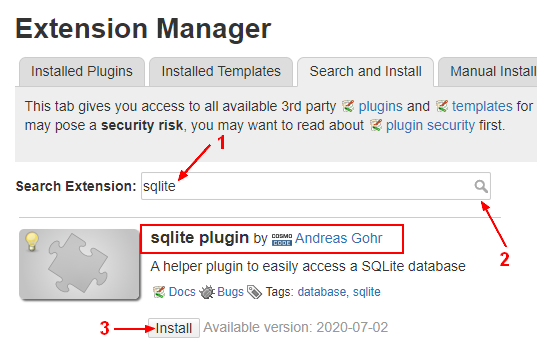 Extension Manager
Installed Plugins Installed Templates Search and Install Manual Install
This tab gives you access to all available 3rd party plugins and templates for
may pose a security risk, you may want to read about plugin security first.
1
Search Extension: sqlite
2
sqlite plugin by COSMO CODE Andreas Gohr
A helper plugin to easily access a SQLite database
Docs Bugs Tags: database, sqlite
3 Install Available version: 2020-07-02